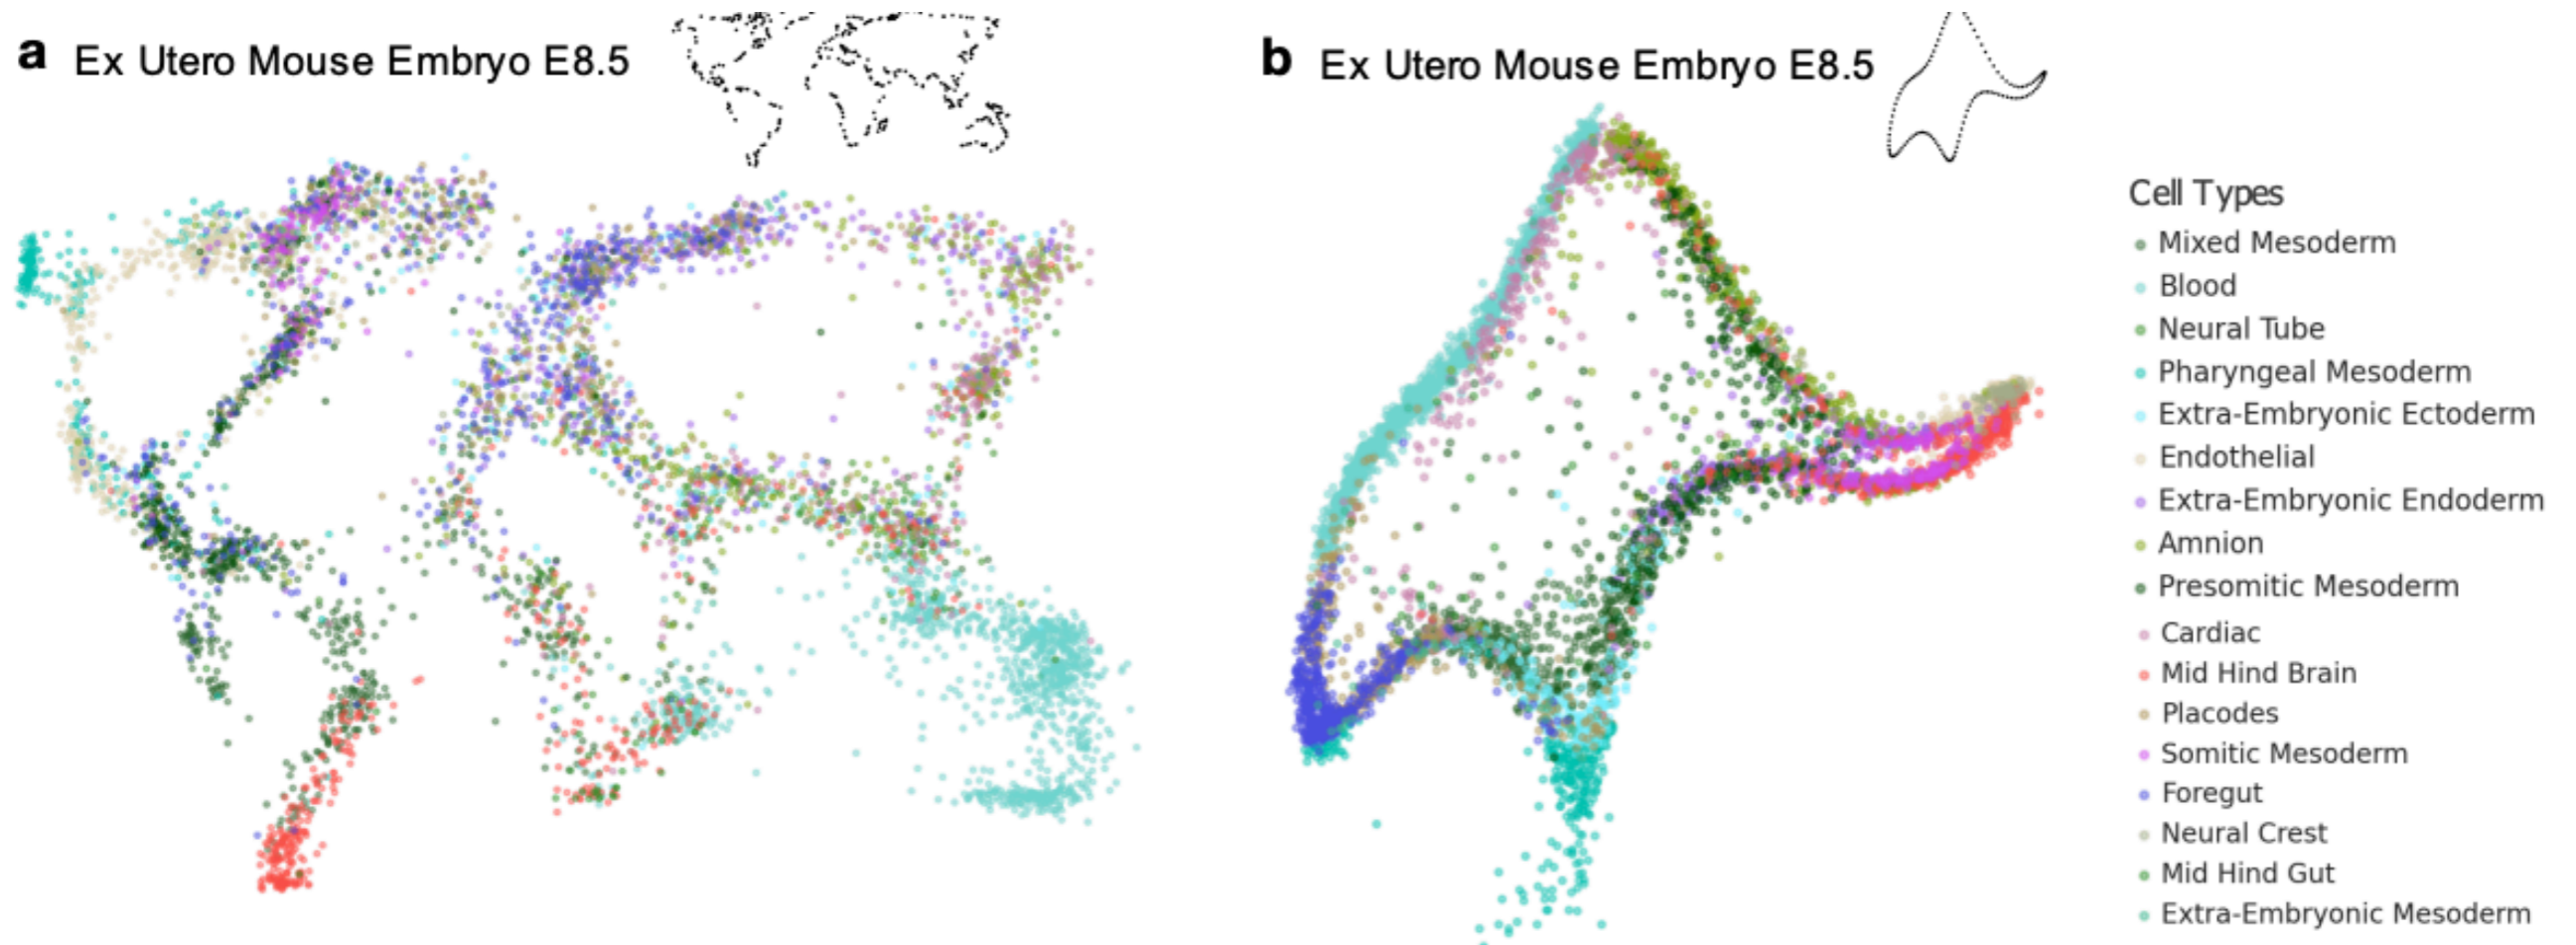 a Ex Utero Mouse Embryo E8.5
b Ex Utero Mouse Embryo E8.5
Cell Types
Mixed Mesoderm
Blood
Neural Tube
Pharyngeal Mesoderm
Extra-Embryonic Ectoderm
Endothelial
Extra-Embryonic Endoderm
Amnion
Presomitic Mesoderm
Cardiac
Mid Hind Brain
Placodes
Somitic Mesoderm
Foregut
Neural Crest
Mid Hind Gut
Extra-Embryonic Mesoderm